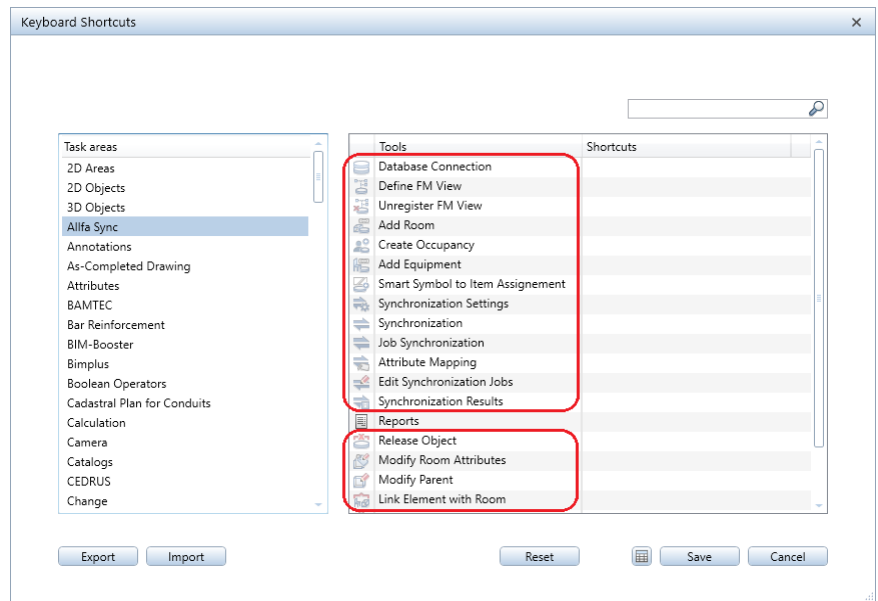 Keyboard Shortcuts
Task areas
2D Areas
2D Objects
3D Objects
Allfa Sync
Annotations
As-Completed Drawing
Attributes
BAMTEC
Bar Reinforcement
BIM-Booster
Bimplus
Boolean Operators
Cadastral Plan for Conduits
Calculation
Camera
Catalogs
CEDRUS
Change
Tools Shortcuts
Database Connection
Define FM View
Unregister FM View
Add Room
Create Occupancy
Add Equipment
Smart Symbol to Item Assignement
Synchronization Settings
Synchronization
Job Synchronization
Attribute Mapping
Edit Synchronization Jobs
Synchronization Results
Reports
Release Object
Modify Room Attributes
Modify Parent
Link Element with Room
Export Import Reset Save Cancel